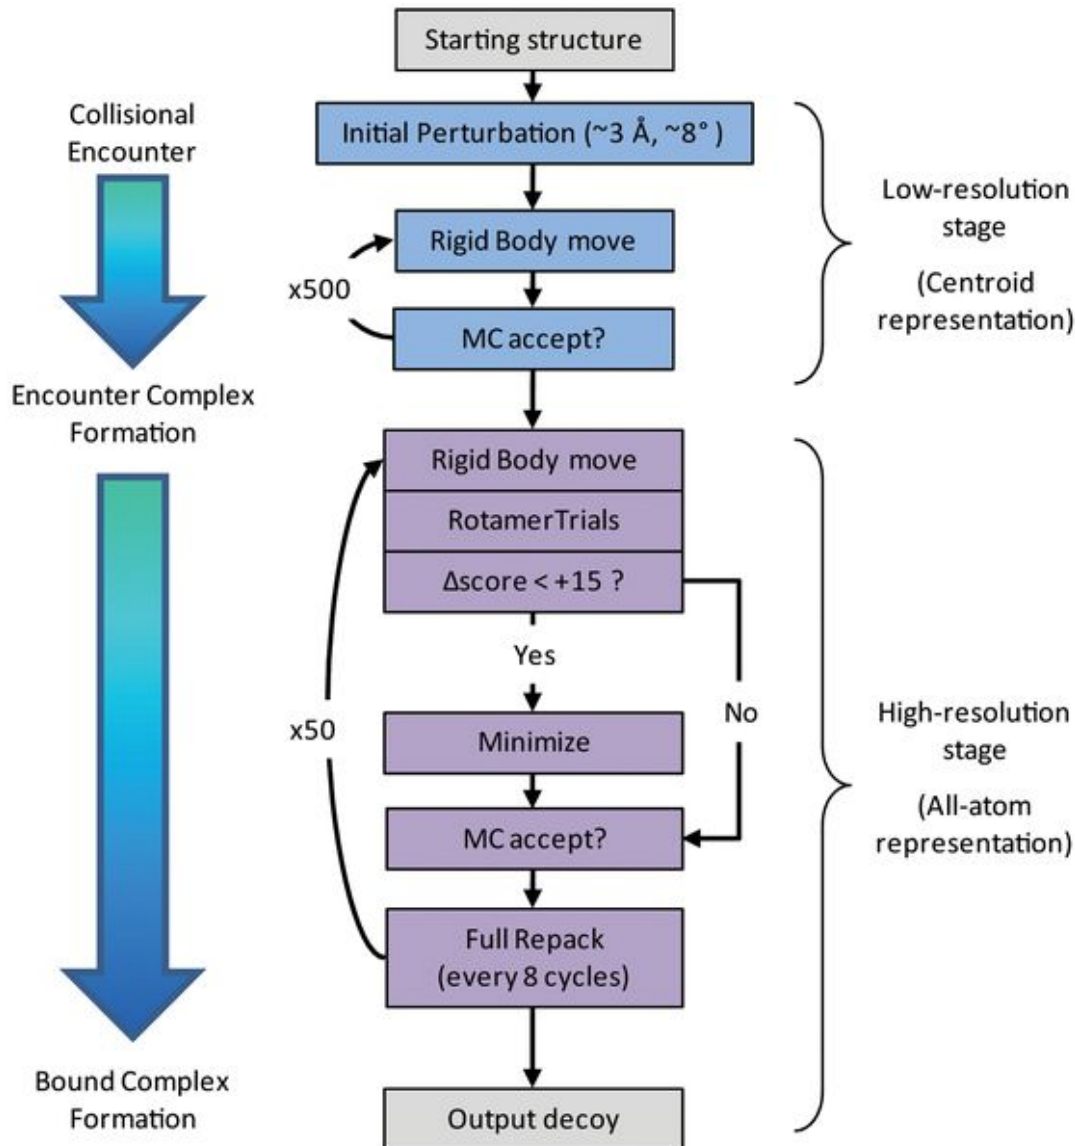 Starting structure
Collisional
Encounter
Initial Perturbation (~3 Å, ~8° )
Low-resolution
stage
(Centroid
representation)
Rigid Body move
x500
MC accept?
Encounter Complex
Formation
Rigid Body move
RotamerTrials
Δscore < +15 ?
Yes
No
x50
Minimize
High-resolution
stage
(All-atom
representation)
MC accept?
Full Repack
(every 8 cycles)
Bound Complex
Formation
Output decoy